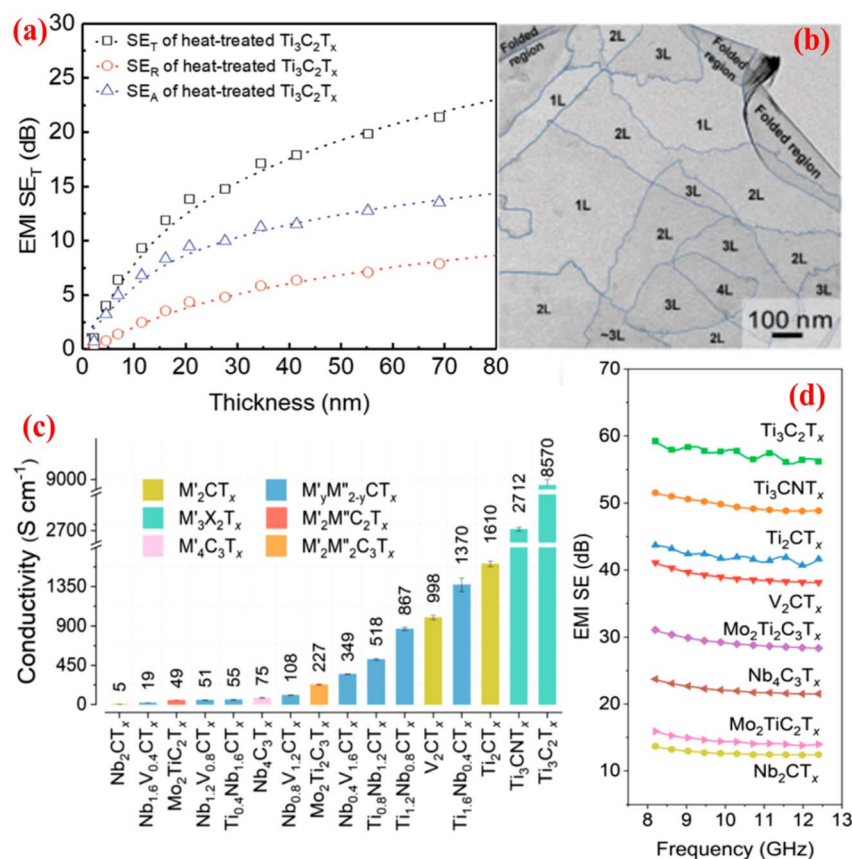 (a)
30
25
20
15
10
5
0
EMI SE_T (dB)
SE_T of heat-treated Ti₃C₂Tₓ
SE_R of heat-treated Ti₃C₂Tₓ
SE_A of heat-treated Ti₃C₂Tₓ
0 10 20 30 40 50 60 70 80
Thickness (nm)
(b)
Folded region
2L
3L
Folded region
1L
2L
1L
Folded region
1L
3L
2L
2L
3L
2L
4L
3L
3L
2L
~3L
2L
100 nm
(c)
Conductivity (S cm⁻¹)
9000
2700
1350
900
450
0
M'₂CTₓ
M'ᵧM"₂₋ᵧCTₓ
M'₃X₂Tₓ
M'₂M"C₂Tₓ
M'₄C₃Tₓ
M'₂M"₂C₃Tₓ
5 19 49 51 55 75 108 227 349 518 867 998 1370 1610 2712 8570
Nb₂CTₓ
Nb₁.₆V₀.₄CTₓ
Mo₂TiC₂Tₓ
Nb₁.₂V₀.₈CTₓ
Ti₀.₄Nb₁.₆CTₓ
Nb₄C₃Tₓ
Nb₀.₈V₁.₂CTₓ
Mo₂Ti₂C₃Tₓ
Nb₀.₄V₁.₆CTₓ
Ti₀.₈Nb₁.₂CTₓ
Ti₁.₂Nb₀.₈CTₓ
V₂CTₓ
Ti₁.₆Nb₀.₄CTₓ
Ti₂CTₓ
Ti₃CNTₓ
Ti₃C₂Tₓ
(d)
70
60
50
40
30
20
10
EMI SE (dB)
Ti₃C₂Tₓ
Ti₃CNTₓ
Ti₂CTₓ
V₂CTₓ
Mo₂Ti₂C₃Tₓ
Nb₄C₃Tₓ
Mo₂TiC₂Tₓ
Nb₂CTₓ
8 9 10 11 12 13
Frequency (GHz)